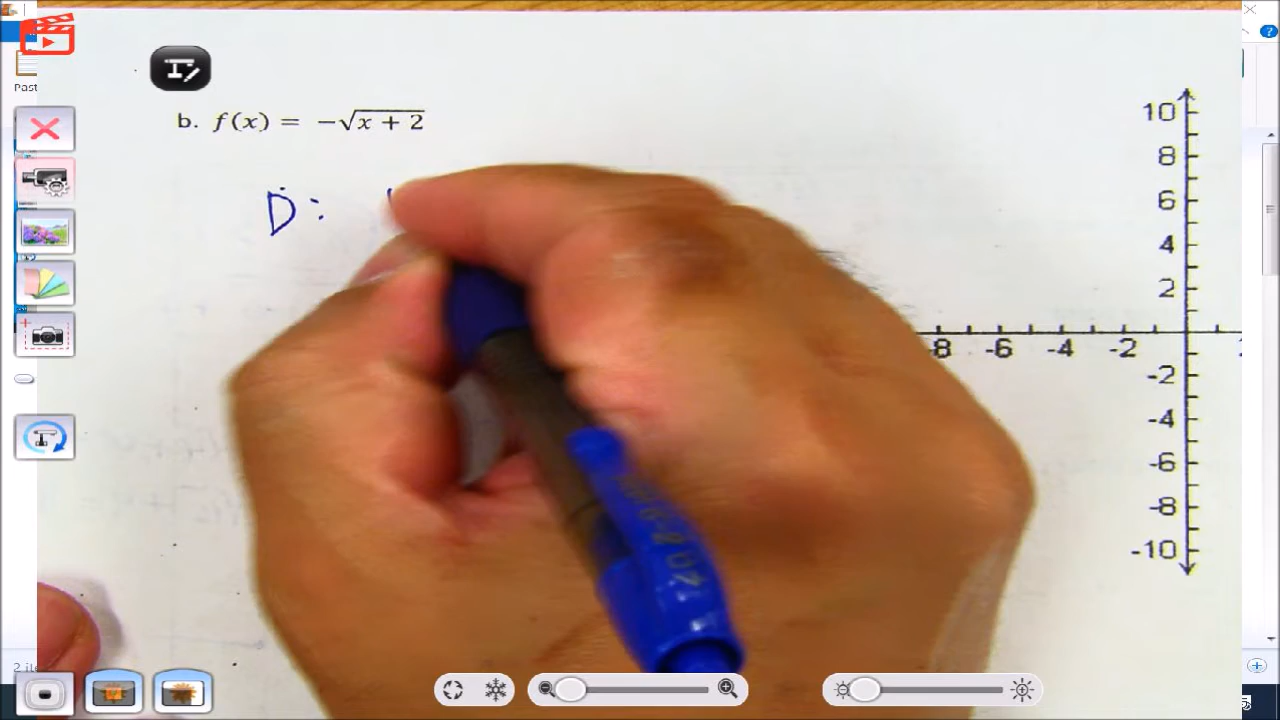 Past
b. f(x) = −√x + 2
D:
10
8
6
4
2
-8 -6 -4 -2
-2
-4
-6
-8
-10